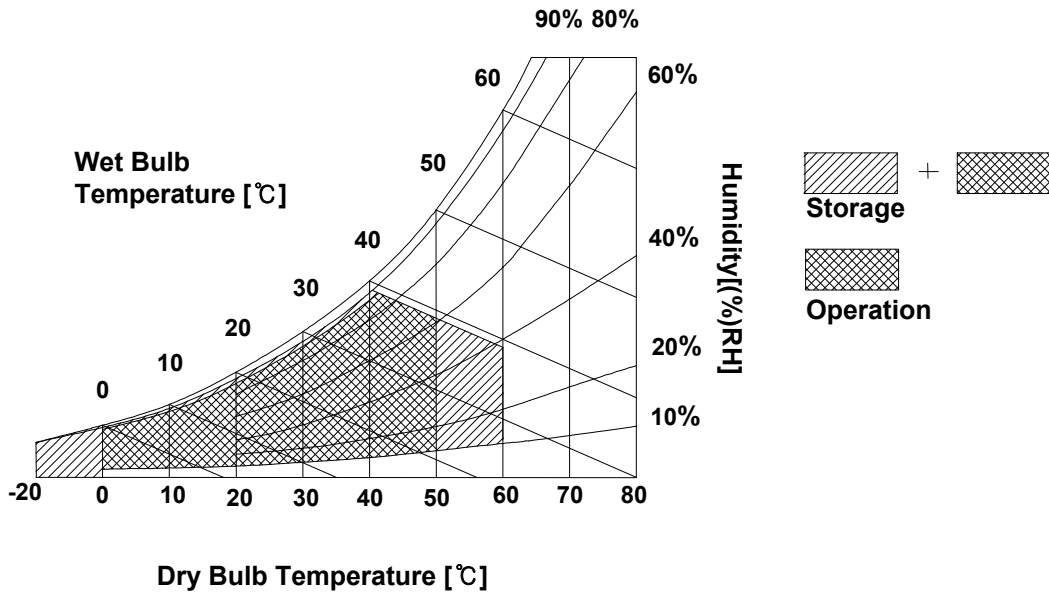 90% 80%
60
60%
Wet Bulb
Temperature [℃]
50
40
40%
30
20
20%
10
10%
0
Humidity[(%)RH]
+
Storage
Operation
-20 0 10 20 30 40 50 60 70 80
Dry Bulb Temperature [℃]